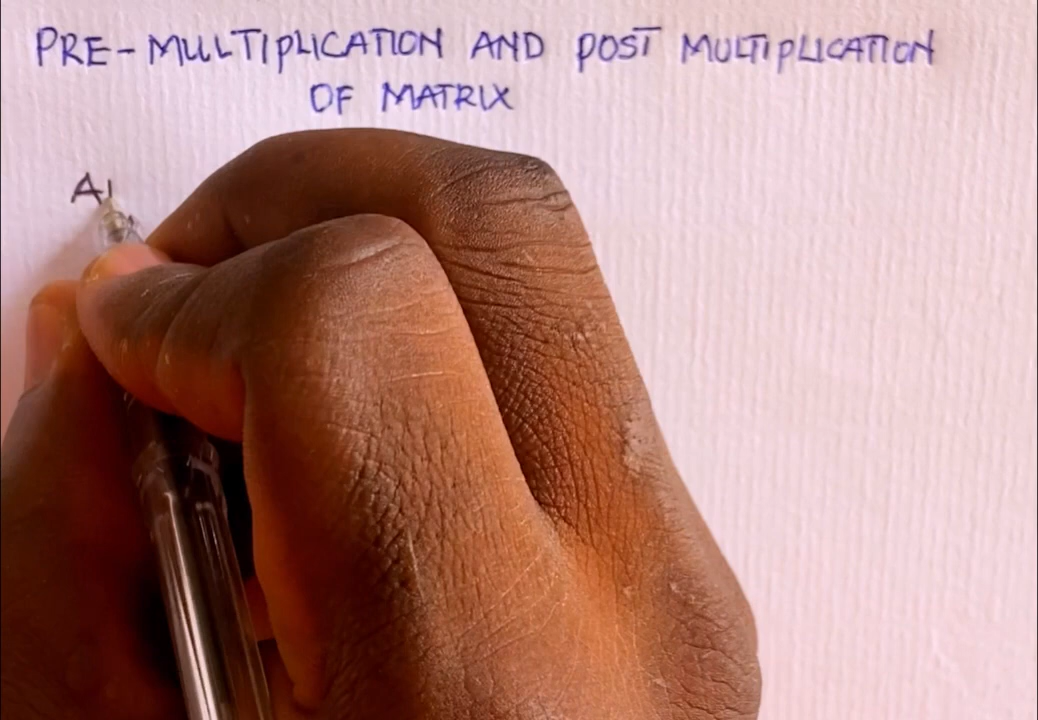 PRE-MULTIPLICATION AND POST MULTIPLICATION
OF MATRIX
A